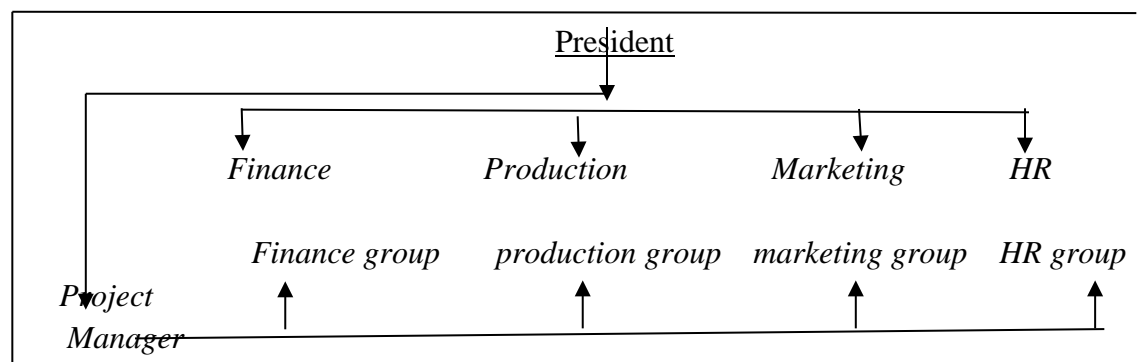 President
Finance Production Marketing HR
Finance group production group marketing group HR group
Project
Manager